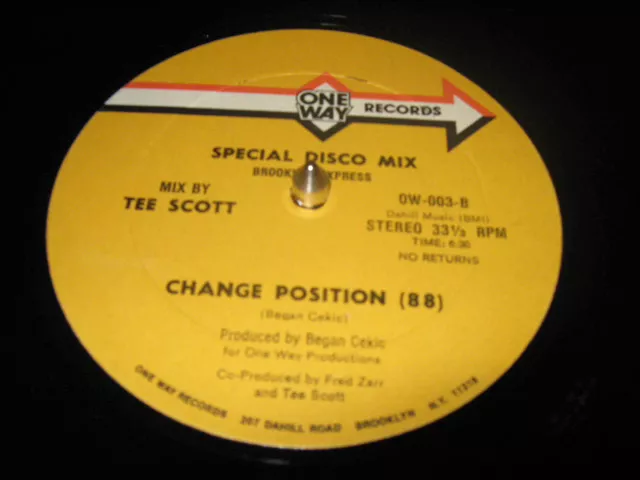 ONE WAY RECORDS
SPECIAL DISCO MIX
BROOKLYN EXPRESS
MIX BY
TEE SCOTT
OW-003-B
Dahill Music (BMI)
STEREO 33⅓ RPM
TIME: 6:30
NO RETURNS
CHANGE POSITION (88)
(Began Cekic)
Produced by Began Cekic
for One Way Productions
Co-Produced by Fred Zarr
and Tee Scott
ONE WAY RECORDS 207 DAHILL ROAD BROOKLYN N.Y. 11218